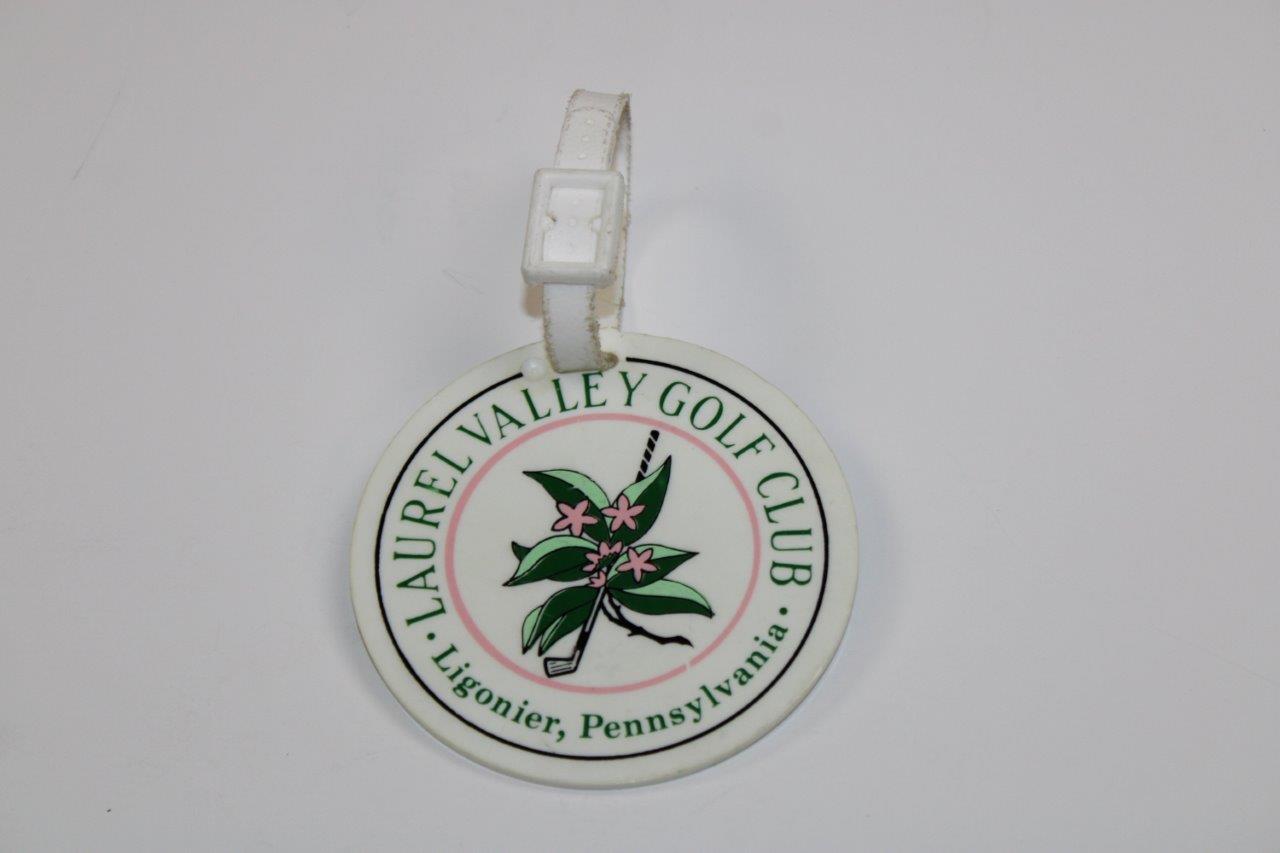 LAUREL VALLEY GOLF CLUB
• Ligonier, Pennsylvania •